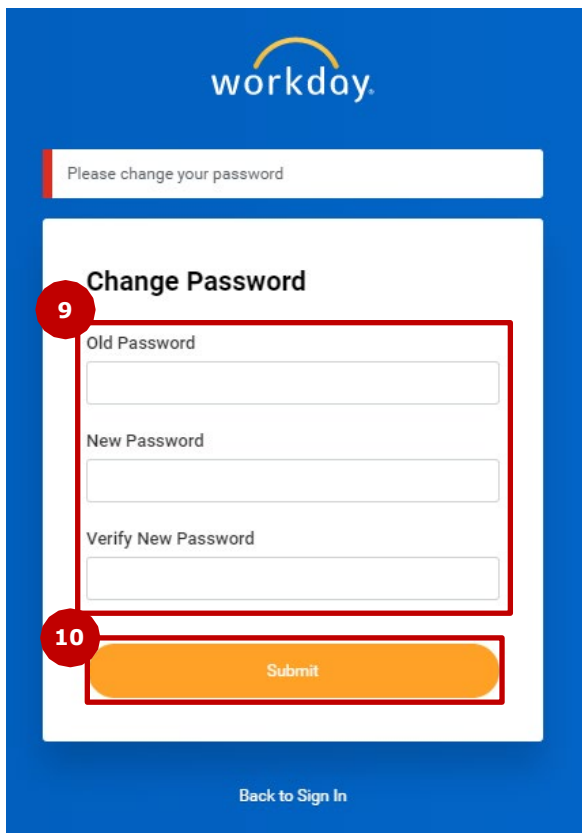 workday.
Please change your password
Change Password
9
Old Password
New Password
Verify New Password
10
Submit
Back to Sign In